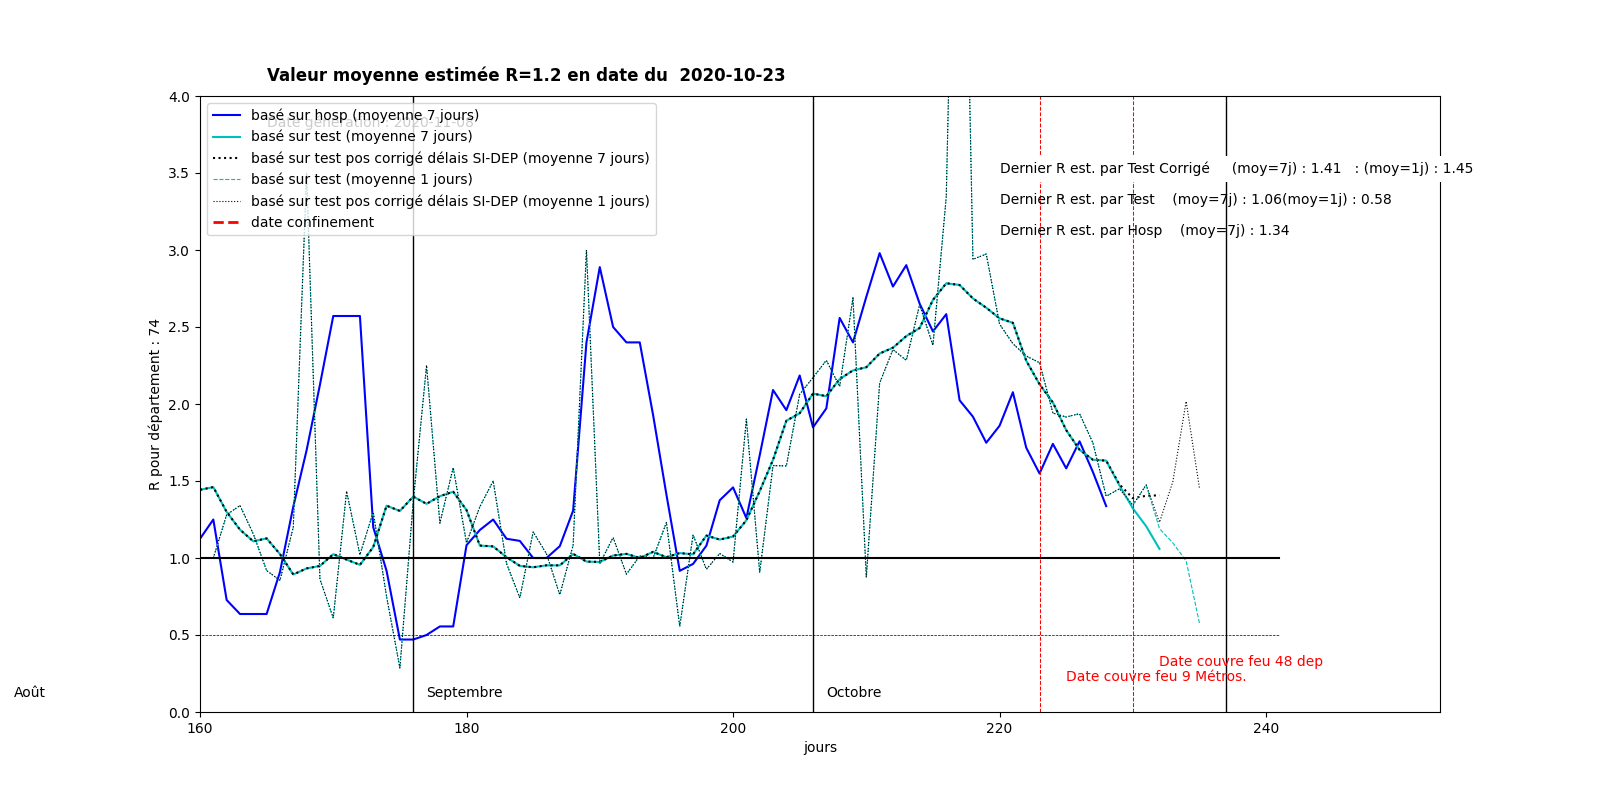 Valeur moyenne estimée R=1.2 en date du  2020-10-23
Date génération : 2020-11-08
basé sur hosp (moyenne 7 jours)
basé sur test (moyenne 7 jours)
basé sur test pos corrigé délais SI-DEP (moyenne 7 jours)
basé sur test (moyenne 1 jours)
basé sur test pos corrigé délais SI-DEP (moyenne 1 jours)
date confinement
Dernier R est. par Test Corrigé     (moy=7j) : 1.41   : (moy=1j) : 1.45
Dernier R est. par Test    (moy=7j) : 1.06(moy=1j) : 0.58
Dernier R est. par Hosp    (moy=7j) : 1.34
4.0
3.5
3.0
2.5
2.0
1.5
1.0
0.5
0.0
R pour département : 74
Date couvre feu 48 dep
Date couvre feu 9 Métros.
Août
Septembre
Octobre
160
180
200
220
240
jours